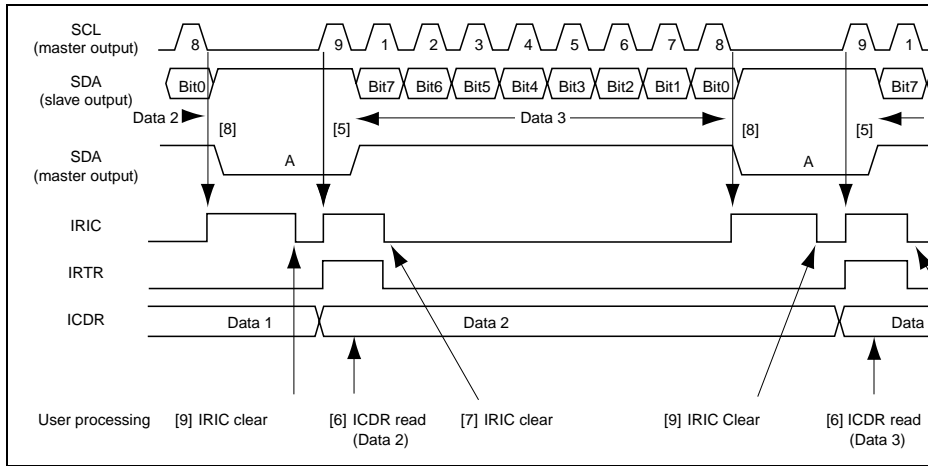 SCL
(master output)
8 9 1 2 3 4 5 6 7 8 9 1
SDA
(slave output)
Bit0 Bit7 Bit6 Bit5 Bit4 Bit3 Bit2 Bit1 Bit0 Bit7
Data 2 [8] [5] Data 3 [8] [5]
SDA
(master output)
A A
IRIC
IRTR
ICDR
Data 1 Data 2 Data
User processing [9] IRIC clear [6] ICDR read [7] IRIC clear [9] IRIC Clear [6] ICDR read
(Data 2) (Data 3)